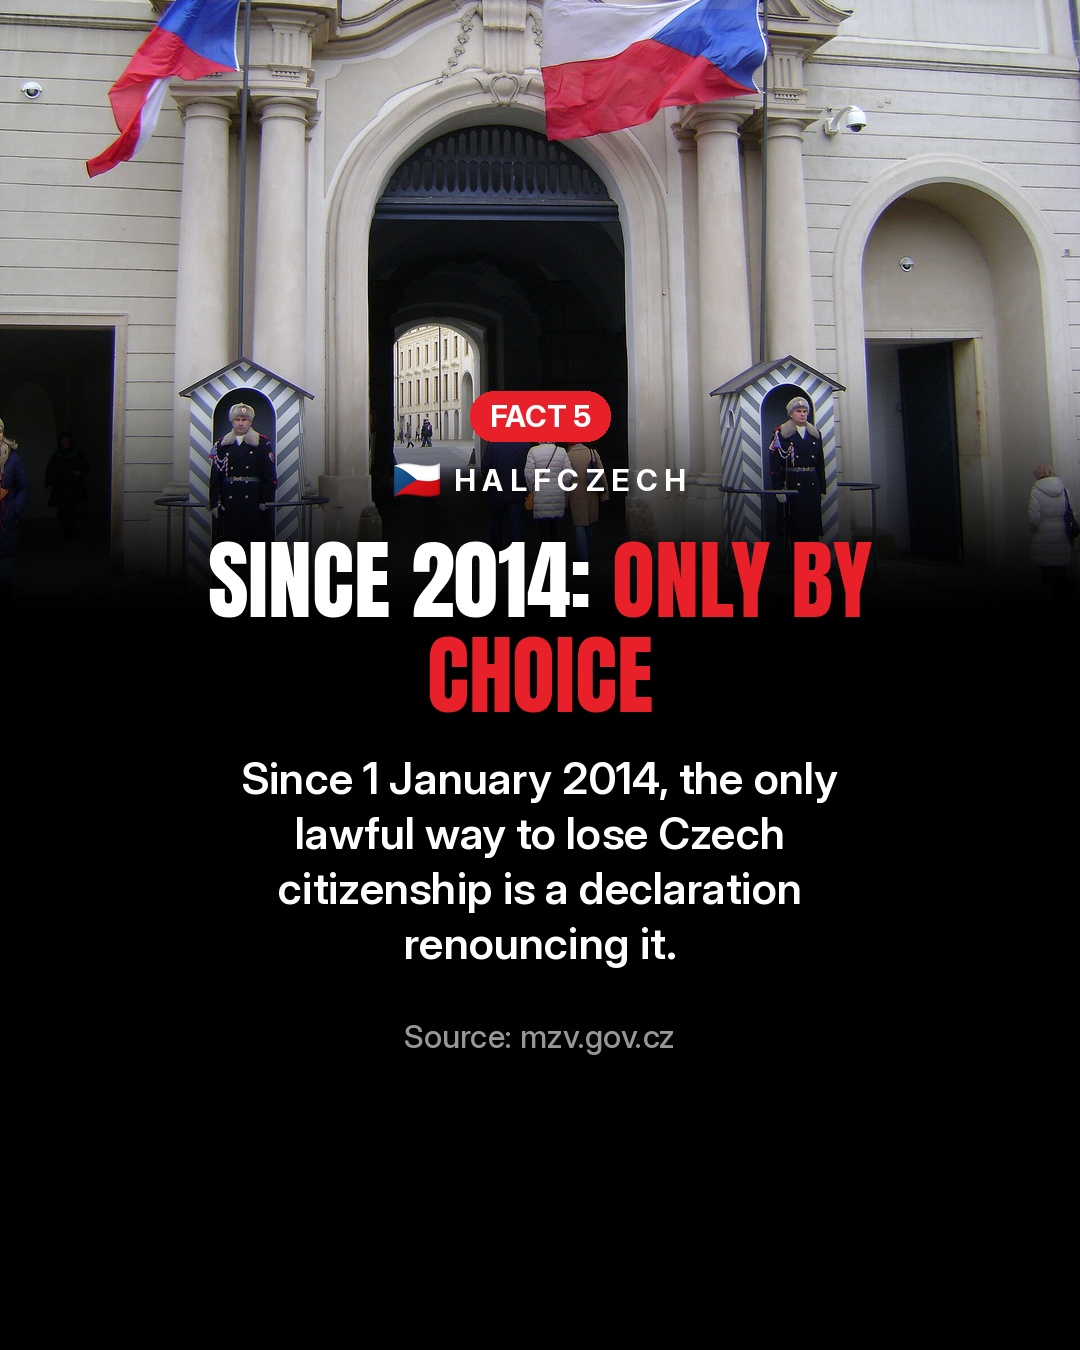 FACT 5
HALFCZECH
SINCE 2014: ONLY BY
CHOICE
Since 1 January 2014, the only
lawful way to lose Czech
citizenship is a declaration
renouncing it.
Source: mzv.gov.cz